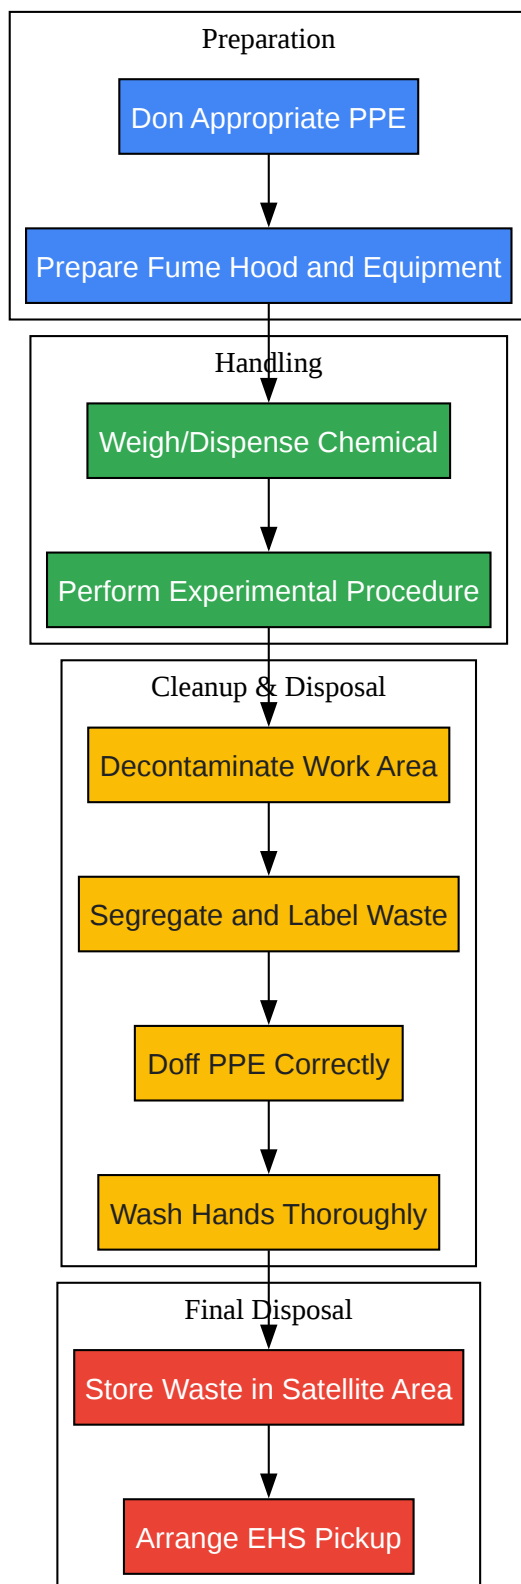 Preparation
Don Appropriate PPE
Prepare Fume Hood and Equipment
Handling
Weigh/Dispense Chemical
Perform Experimental Procedure
Cleanup & Disposal
Decontaminate Work Area
Segregate and Label Waste
Doff PPE Correctly
Wash Hands Thoroughly
Final Disposal
Store Waste in Satellite Area
Arrange EHS Pickup